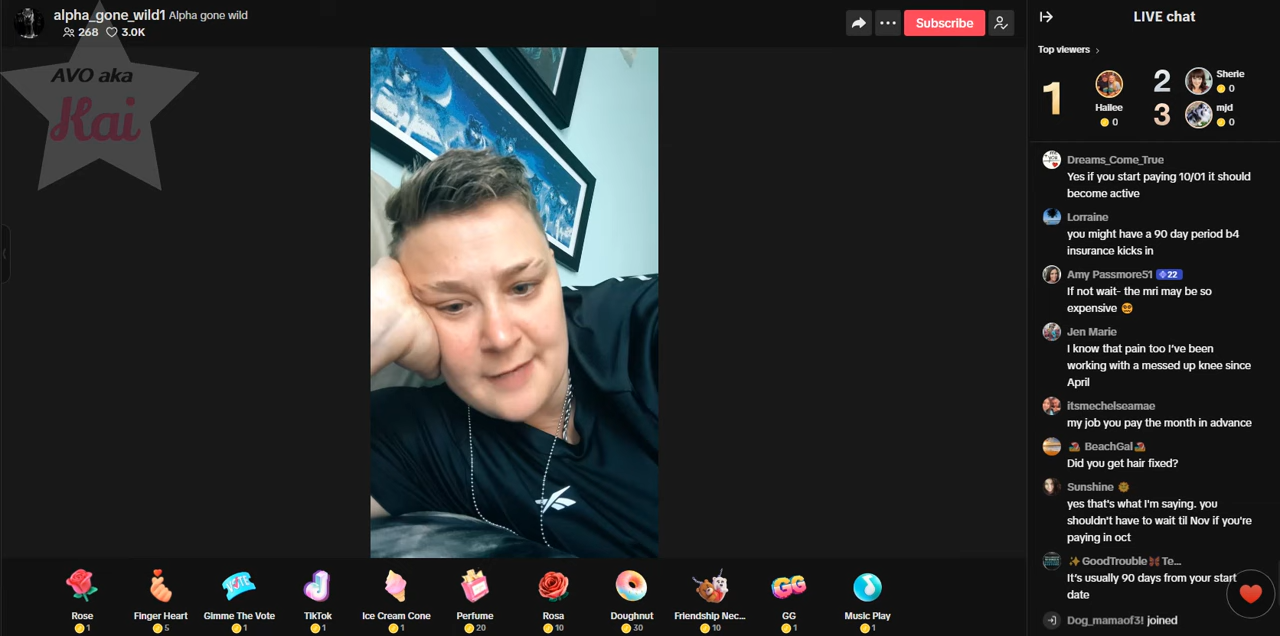 alpha_gone_wild1 Alpha gone wild
268 3.0K
Subscribe
AVO aka
Kai
LIVE chat
Top viewers
1
Hallee
0
2
Sherie
0
3
mjd
0
Dreams_Come_True
Yes if you start paying 10/01 it should
become active
Lorraine
you might have a 90 day period b4
insurance kicks in
Amy Passmore51 22
If not wait- the mri may be so
expensive
Jen Marie
I know that pain too I've been
working with a messed up knee since
April
itsmechelseamae
my job you pay the month in advance
BeachGal
Did you get hair fixed?
Sunshine
yes that's what I'm saying. you
shouldn't have to wait til Nov if you're
paying in oct
GoodTrouble Te...
It's usually 90 days from your start
date
Dog_mamaof3! joined
Rose
1
Finger Heart
5
VOTE
Gimme The Vote
1
TikTok
1
Ice Cream Cone
1
Perfume
20
Rosa
10
Doughnut
30
Friendship Nec...
10
GG
GG
1
Music Play
1